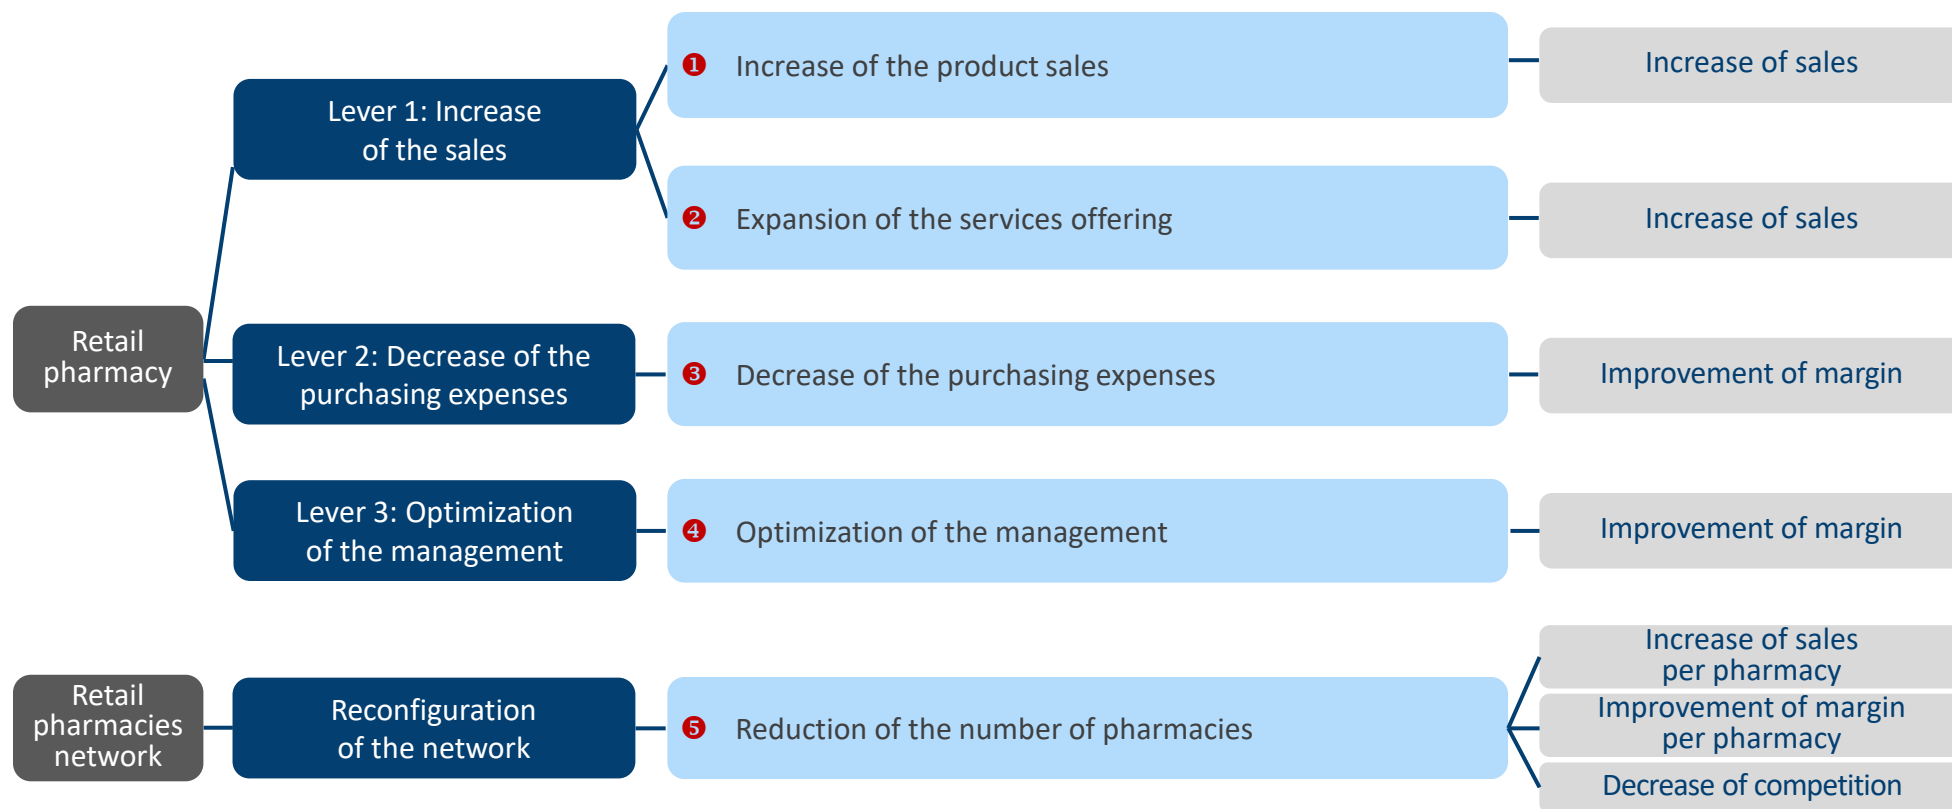 ❶ Increase of the product sales
Increase of sales
Lever 1: Increase
of the sales
❷ Expansion of the services offering
Increase of sales
Retail
pharmacy
Lever 2: Decrease of the
purchasing expenses
❸ Decrease of the purchasing expenses
Improvement of margin
Lever 3: Optimization
of the management
❹ Optimization of the management
Improvement of margin
Retail
pharmacies
network
Reconfiguration
of the network
❺ Reduction of the number of pharmacies
Increase of sales
per pharmacy
Improvement of margin
per pharmacy
Decrease of competition